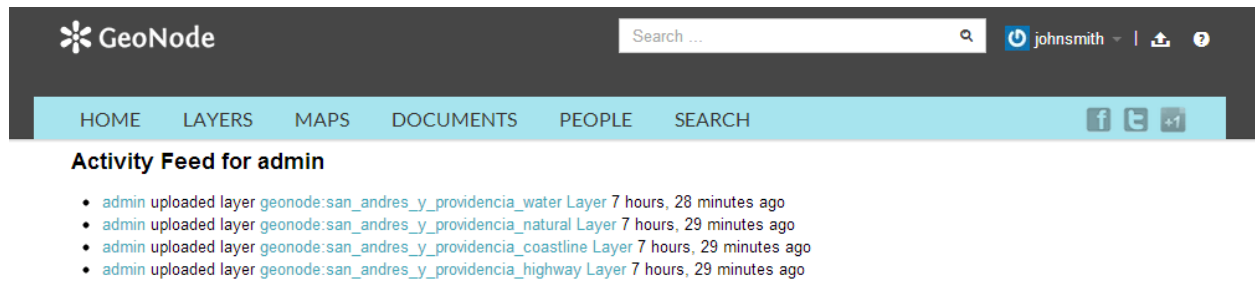 GeoNode Search ... johnsmith |
HOME LAYERS MAPS DOCUMENTS PEOPLE SEARCH f t +1
Activity Feed for admin
• admin uploaded layer geonode:san_andres_y_providencia_water Layer 7 hours, 28 minutes ago
• admin uploaded layer geonode:san_andres_y_providencia_natural Layer 7 hours, 29 minutes ago
• admin uploaded layer geonode:san_andres_y_providencia_coastline Layer 7 hours, 29 minutes ago
• admin uploaded layer geonode:san_andres_y_providencia_highway Layer 7 hours, 29 minutes ago